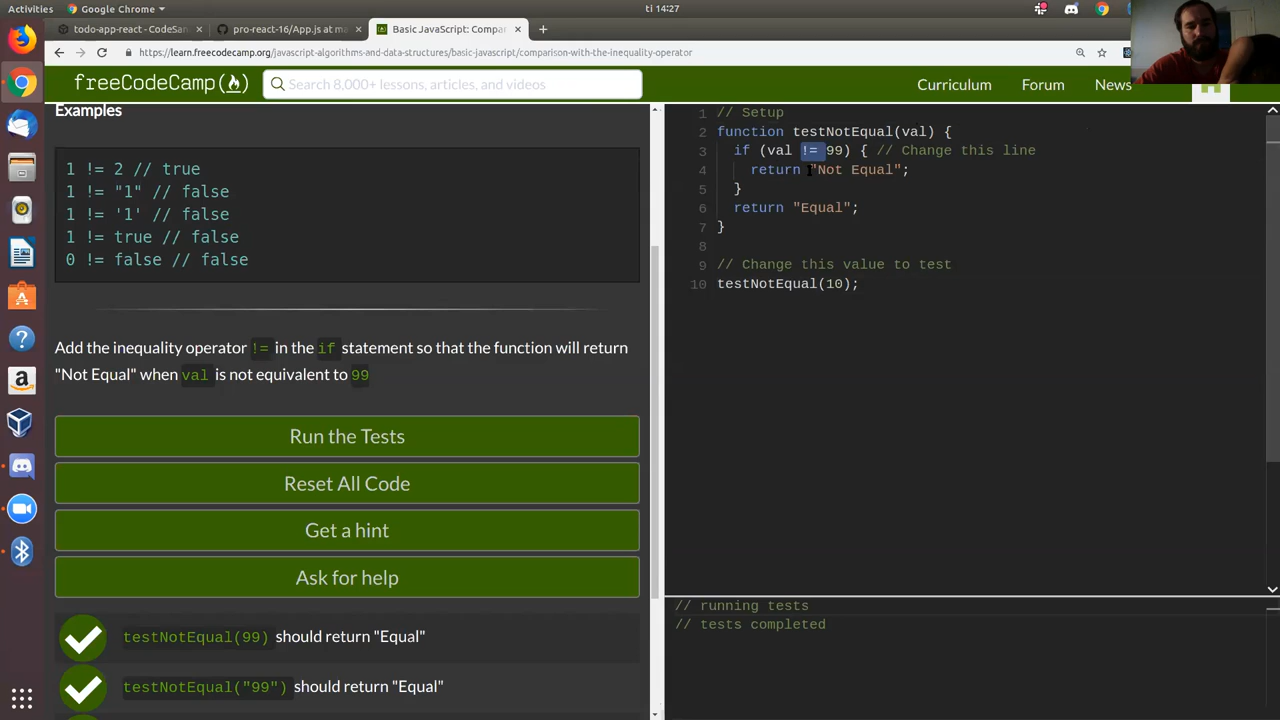 Activities
Google Chrome
ti 14:27
todo-app-react - CodeSan
pro-react-16/App.js at ma
Basic JavaScript: Compar
https://learn.freecodecamp.org/javascript-algorithms-and-data-structures/basic-javascript/comparison-with-the-inequality-operator
freeCodeCamp
Search 8,000+ lessons, articles, and videos
Curriculum
Forum
News
Examples
1 != 2 // true
1 != "1" // false
1 != '1' // false
1 != true // false
0 != false // false
Add the inequality operator != in the if statement so that the function will return
"Not Equal" when val is not equivalent to 99
Run the Tests
Reset All Code
Get a hint
Ask for help
testNotEqual(99) should return "Equal"
testNotEqual("99") should return "Equal"
1 // Setup
2 function testNotEqual(val) {
3 if (val != 99) { // Change this line
4 return "Not Equal";
5 }
6 return "Equal";
7 }
8
9 // Change this value to test
10 testNotEqual(10);
// running tests
// tests completed